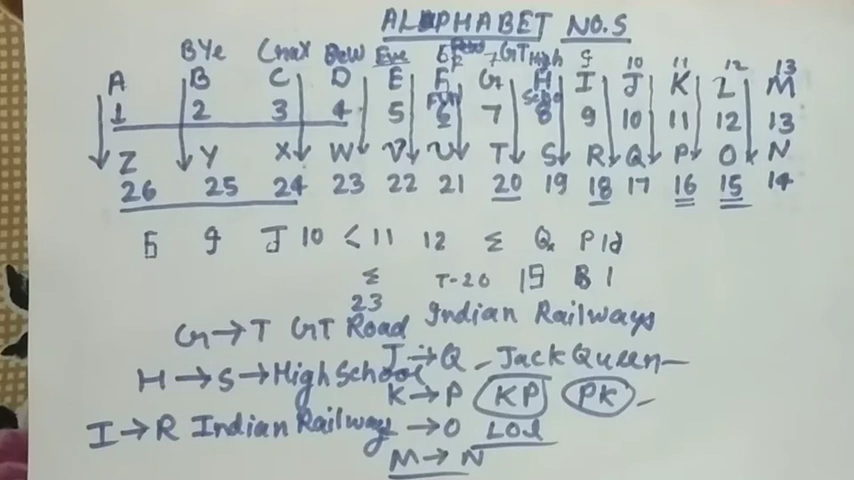 ALPHABET NO.S
BYe Crax Dew Eve GT High 9 10 11 12 13
A B C D E F G H I J K L M
1 2 3 4 5 6 7 8 9 10 11 12 13
Z Y X W V U T S R Q P O N
26 25 24 23 22 21 20 19 18 17 16 15 14
J 10 < 11 12 Σ Q
Σ T-20 19 B 1
23
G→T GT Road Indian Railways
J→Q - Jack Queen
H→S→High School
K→P KP PK
I→R Indian Railway
L→O LOL
M→N